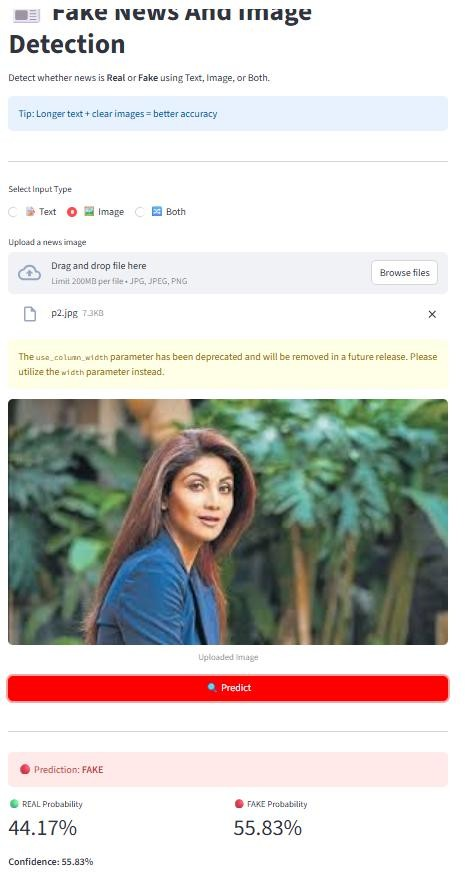 Fake News And Image
Detection
Detect whether news is Real or Fake using Text, Image, or Both.
Tip: Longer text + clear images = better accuracy
Select Input Type
Text Image Both
Upload a news image
Drag and drop file here
Limit 200MB per file • JPG, JPEG, PNG
Browse files
p2.jpg 7.3KB
The use_column_width parameter has been deprecated and will be removed in a future release. Please
utilize the width parameter instead.
Uploaded Image
Predict
Prediction: FAKE
REAL Probability FAKE Probability
44.17% 55.83%
Confidence: 55.83%